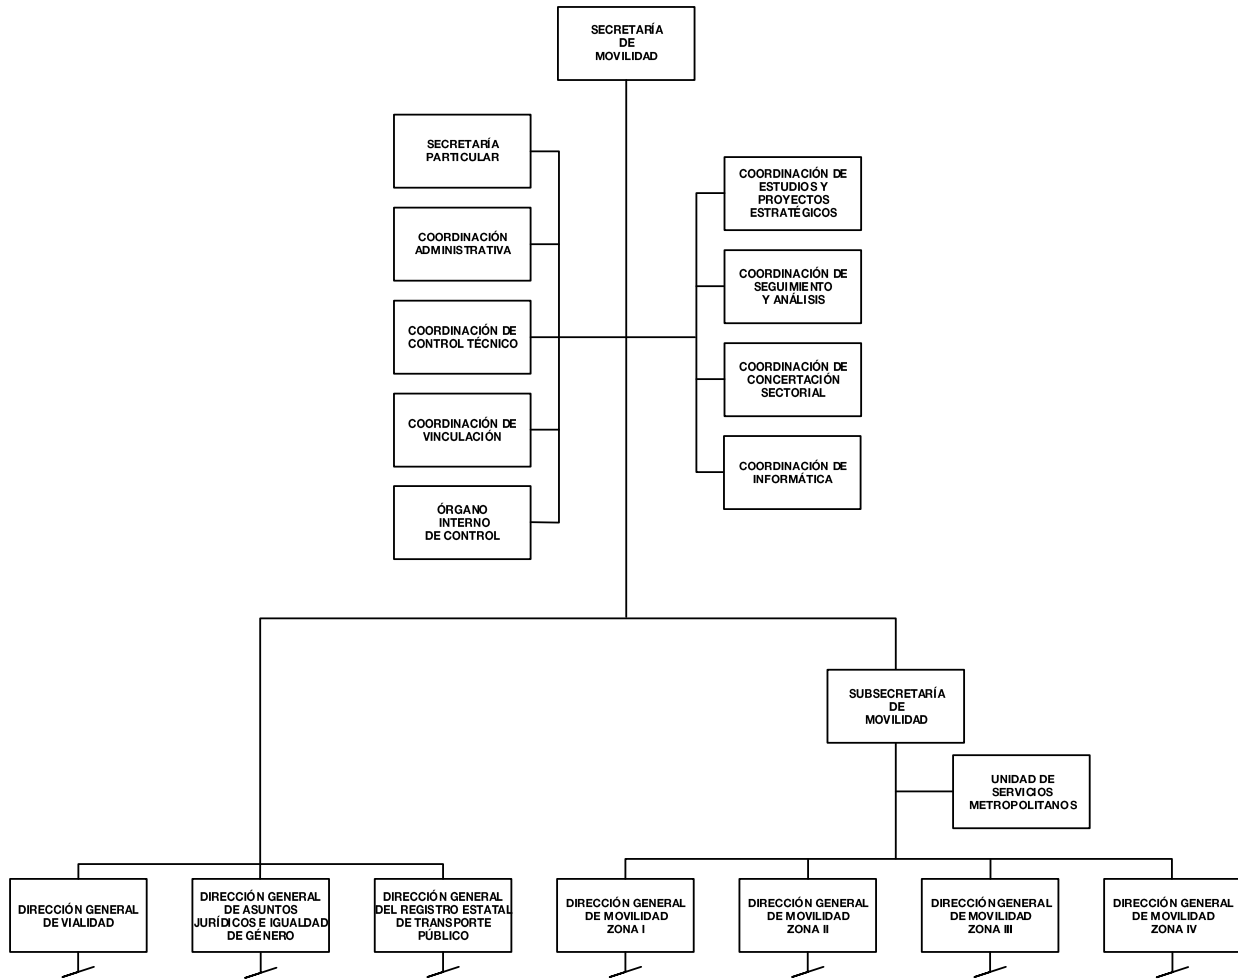 SECRETARÍA
DE
MOVILIDAD
SECRETARÍA
PARTICULAR
COORDINACIÓN
ADMINISTRATIVA
COORDINACIÓN DE
CONTROL TÉCNICO
COORDINACIÓN DE
VINCULACIÓN
ÓRGANO
INTERNO
DE CONTROL
COORDINACIÓN DE
ESTUDIOS Y
PROYECTOS
ESTRATÉGICOS
COORDINACIÓN DE
SEGUIMIENTO
Y ANÁLISIS
COORDINACIÓN DE
CONCERTACIÓN
SECTORIAL
COORDINACIÓN DE
INFORMÁTICA
SUBSECRETARÍA
DE
MOVILIDAD
UNIDAD DE
SERVICIOS
METROPOLITANOS
DIRECCIÓN GENERAL
DE VIALIDAD
DIRECCIÓN GENERAL
DE ASUNTOS
JURÍDICOS E IGUALDAD
DE GÉNERO
DIRECCIÓN GENERAL
DEL REGISTRO ESTATAL
DE TRANSPORTE
PÚBLICO
DIRECCIÓN GENERAL
DE MOVILIDAD
ZONA I
DIRECCIÓN GENERAL
DE MOVILIDAD
ZONA II
DIRECCIÓN GENERAL
DE MOVILIDAD
ZONA III
DIRECCIÓN GENERAL
DE MOVILIDAD
ZONA IV